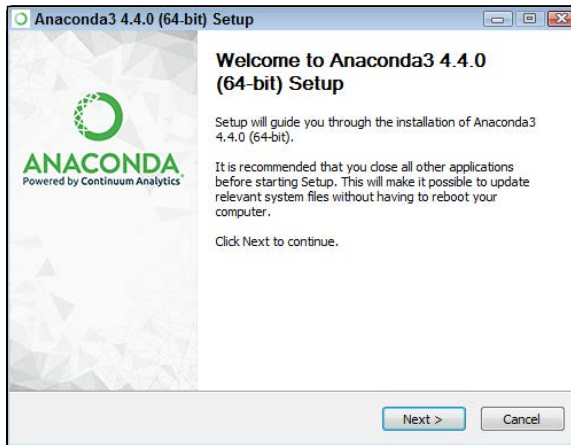 Anaconda3 4.4.0 (64-bit) Setup
Welcome to Anaconda3 4.4.0
(64-bit) Setup
Setup will guide you through the installation of Anaconda3
4.4.0 (64-bit).
It is recommended that you close all other applications
before starting Setup. This will make it possible to update
relevant system files without having to reboot your
computer.
Click Next to continue.
ANACONDA
Powered by Continuum Analytics
Next >
Cancel